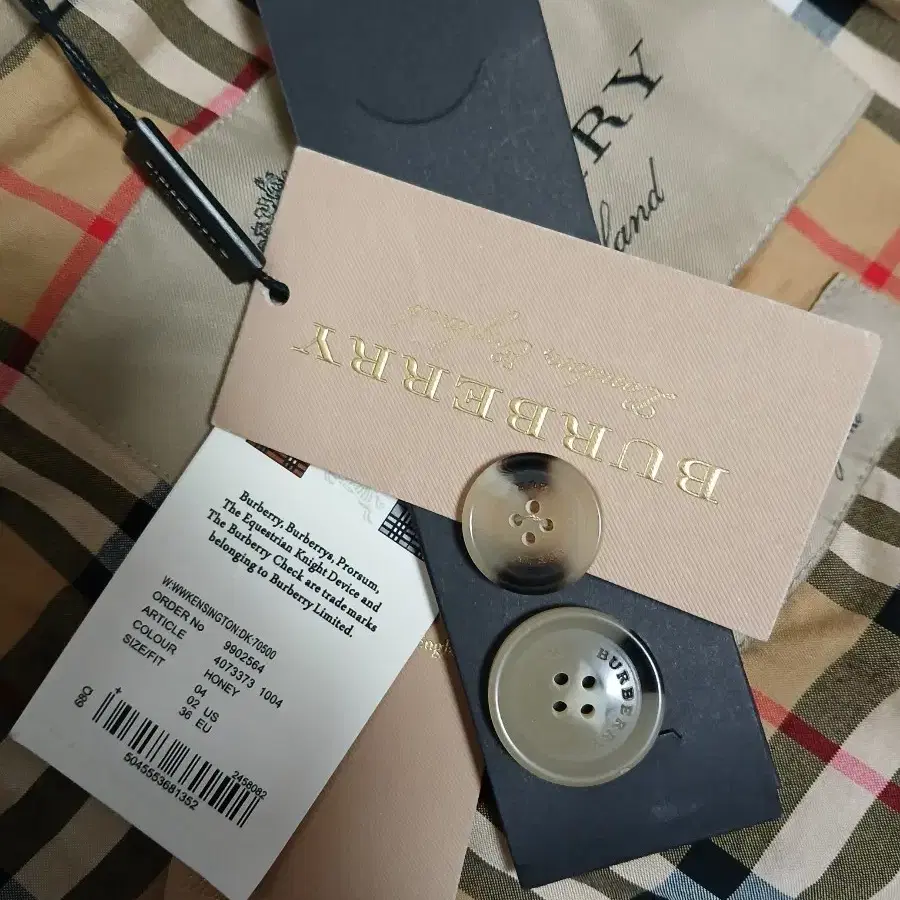 RY
land
BURBERRY
London, England
Burberry, Burberrys, Prorsum,
The Equestrian Knight Device and
The Burberry Check are trade marks
belonging to Burberry Limited.
W:WWKENSINGTON:DK:70500
ORDER No 9902564
ARTICLE 4073373 1004
COLOUR HONEY
SIZE/FIT 04
02 US
36 EU
2458082
5045553681352
BURBERRY